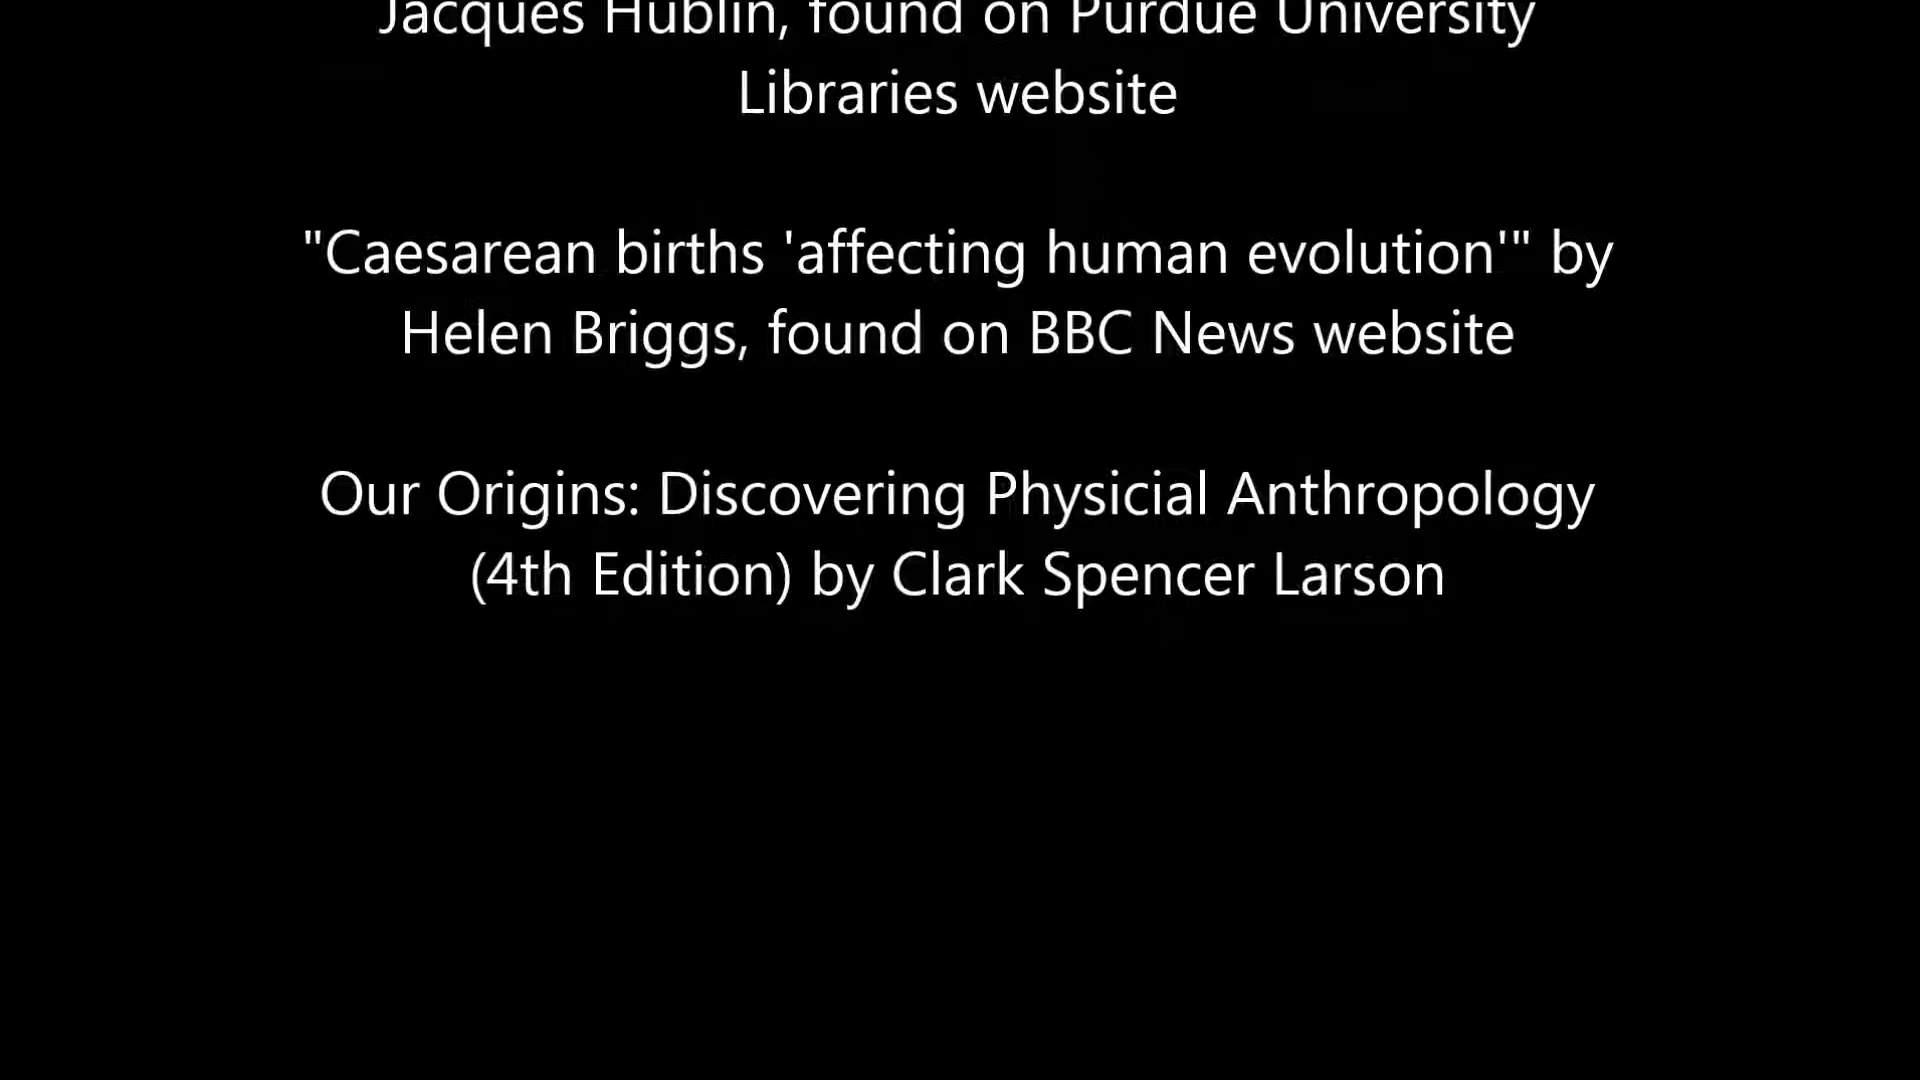 Jacques Hublin, found on Purdue University
Libraries website
"Caesarean births 'affecting human evolution'" by
Helen Briggs, found on BBC News website
Our Origins: Discovering Physicial Anthropology
(4th Edition) by Clark Spencer Larson